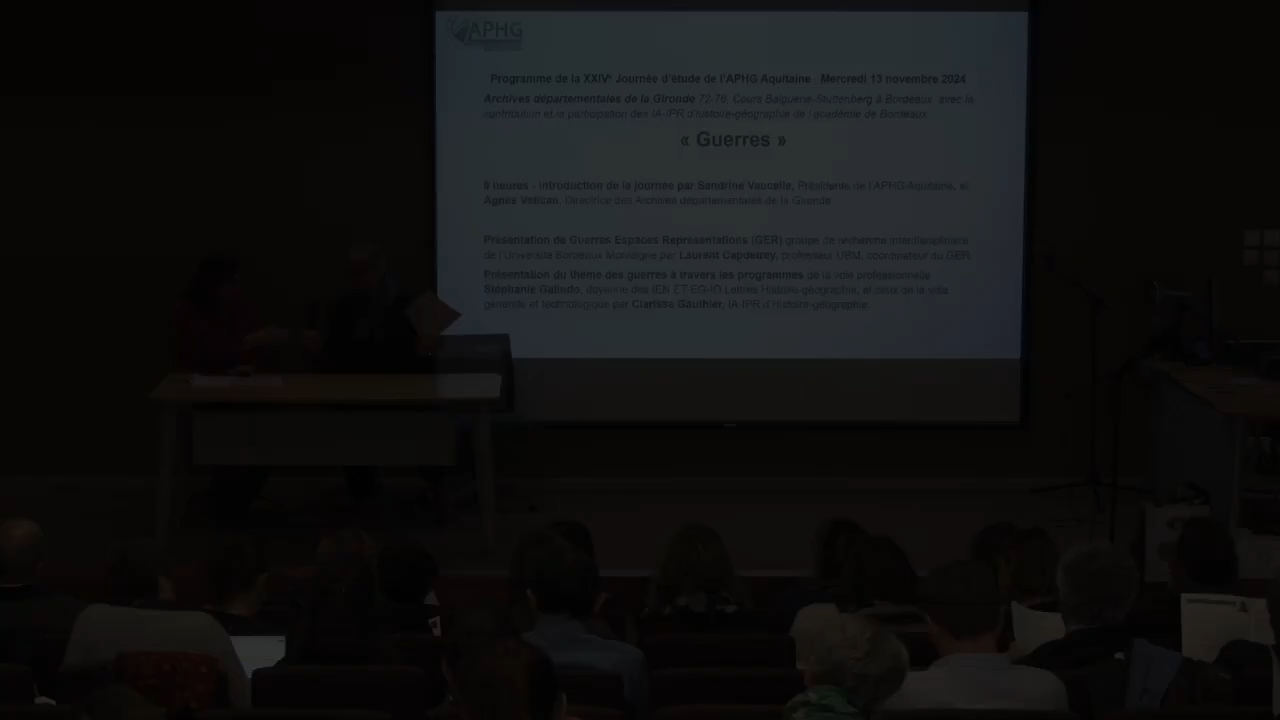 APHG
Programme de la XXIVᵉ Journée d'étude de l'APHG Aquitaine - Mercredi 13 novembre 2024
Archives départementales de la Gironde 72-78, Cours Balguerie-Stuttenberg à Bordeaux, avec la
contribution et la participation des IA-IPR d'histoire-géographie de l'académie de Bordeaux
« Guerres »
9 heures - Introduction de la journée par Sandrine Vaucelle, Présidente de l'APHG-Aquitaine, et
Agnès Vatican, Directrice des Archives départementales de la Gironde
Présentation de Guerres Espaces Représentations (GER) groupe de recherche interdisciplinaire
de l'Université Bordeaux Montaigne par Laurent Capdetrey, professeur UBM, coordinateur du GER.
Présentation du thème des guerres à travers les programmes de la voie professionnelle
Stéphanie Galindo, doyenne des IEN ET-EG-IO Lettres Histoire-géographie, et ceux de la voie
générale et technologique par Clarisse Gauthier, IA-IPR d'histoire-géographie.